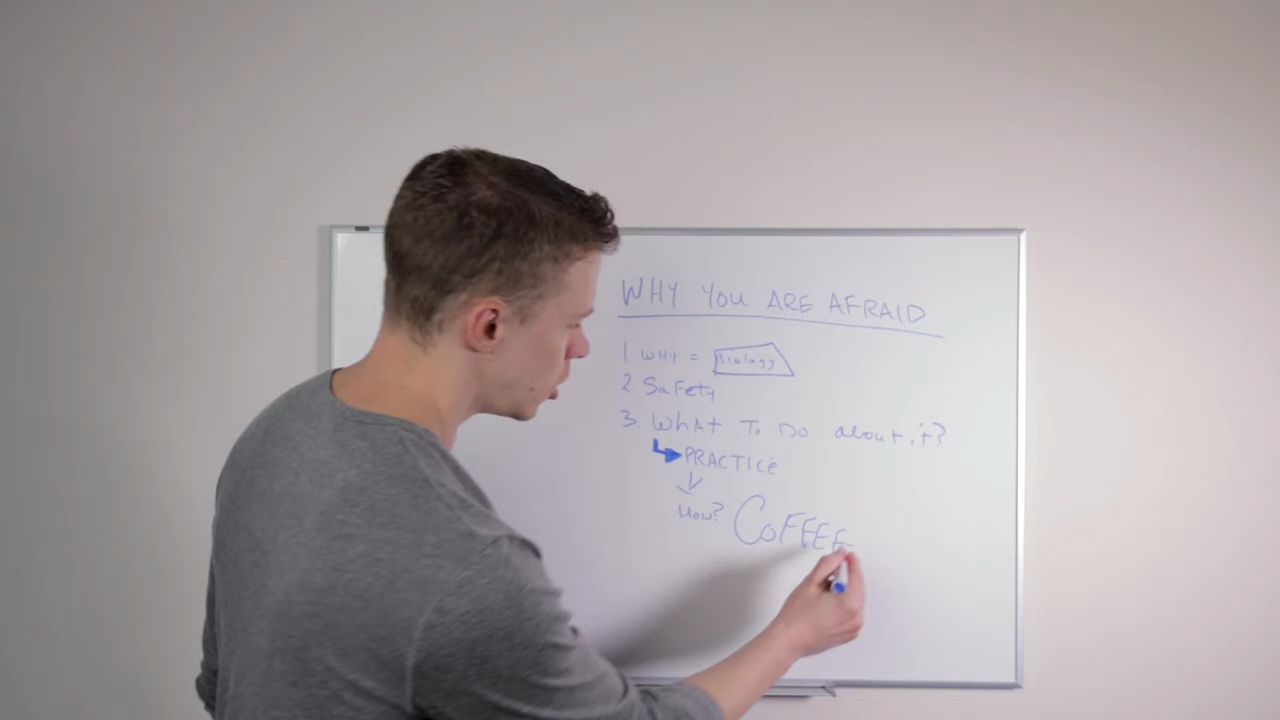 WHY YOU ARE AFRAID
1 WHY = Biology
2 Safety
3. What To Do about it?
PRACTICE
How? COFFEE